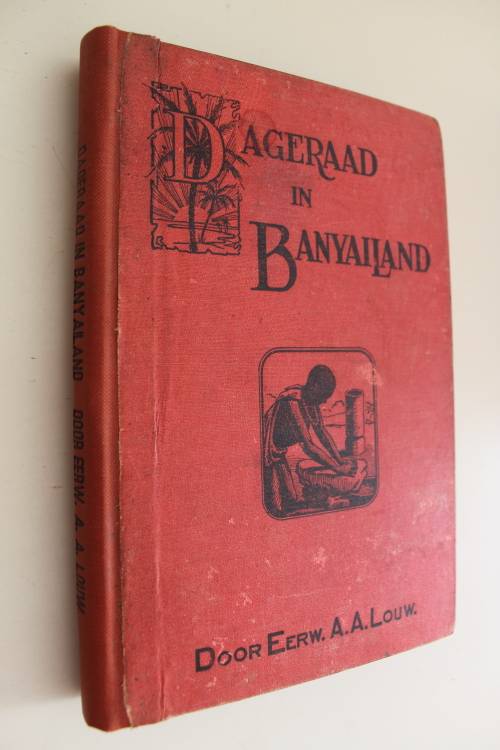 DAGERAAD
IN
BANYAILAND
DOOR EERW. A.A. LOUW.
DAGERAAD IN BANYAILAND DOOR EERW. A. A. LOUW